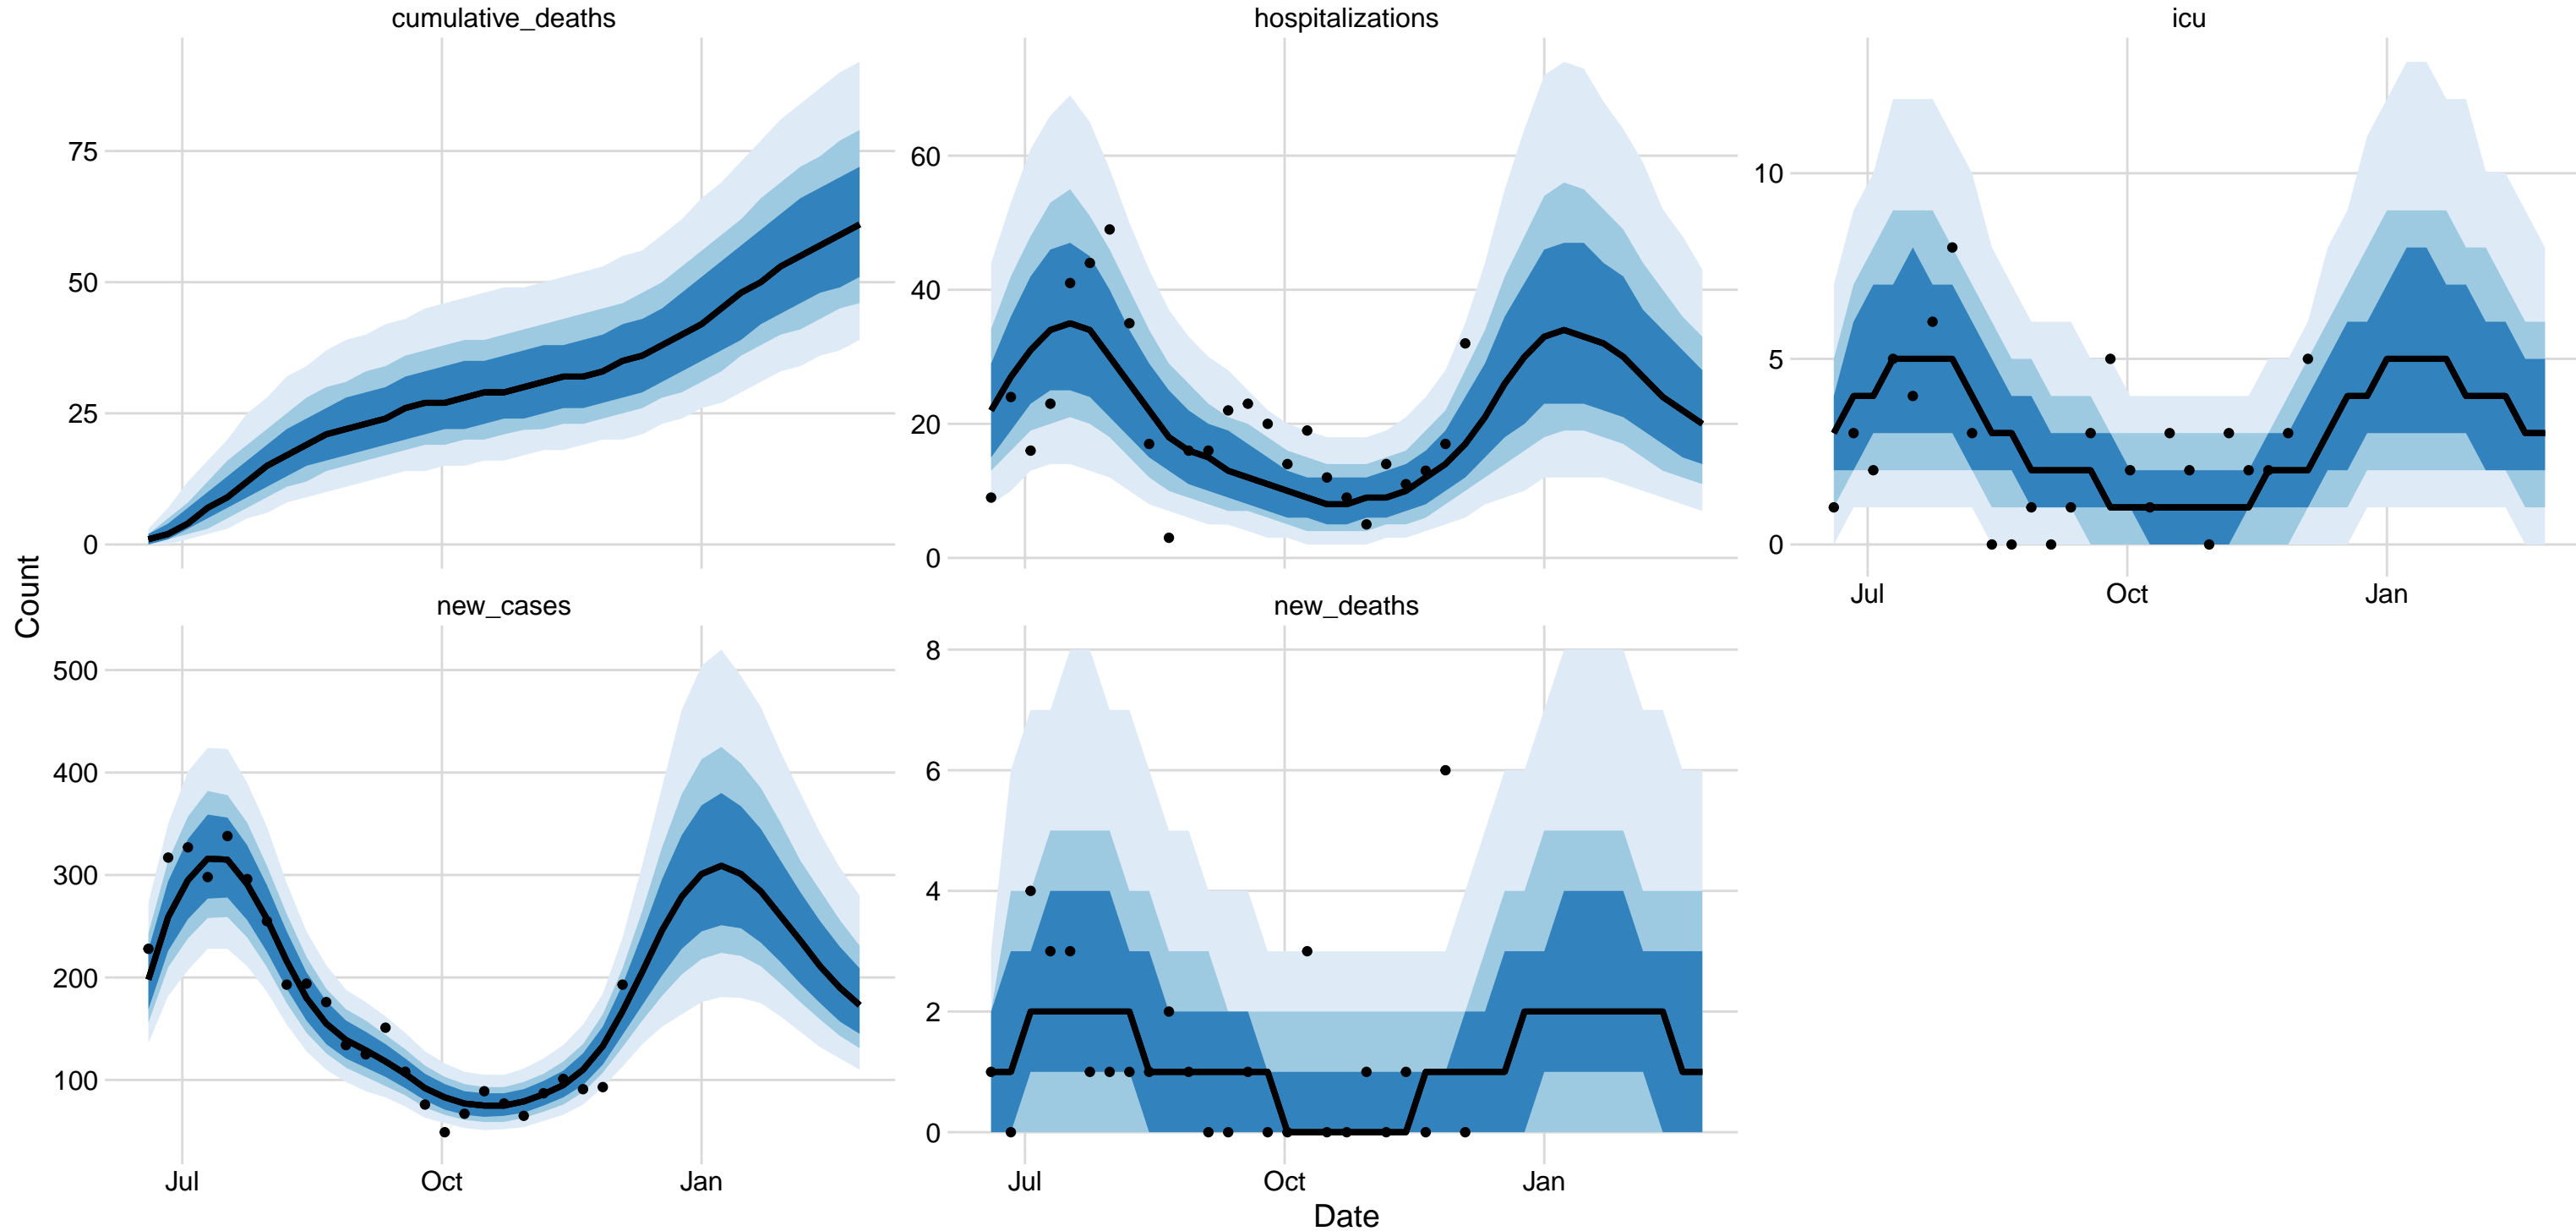 cumulative_deaths
hospitalizations
icu
75
50
25
0
60
40
20
0
10
5
0
Jul
Oct
Jan
Count
new_cases
new_deaths
500
400
300
200
100
8
6
4
2
0
Jul
Oct
Jan
Jul
Oct
Jan
Date